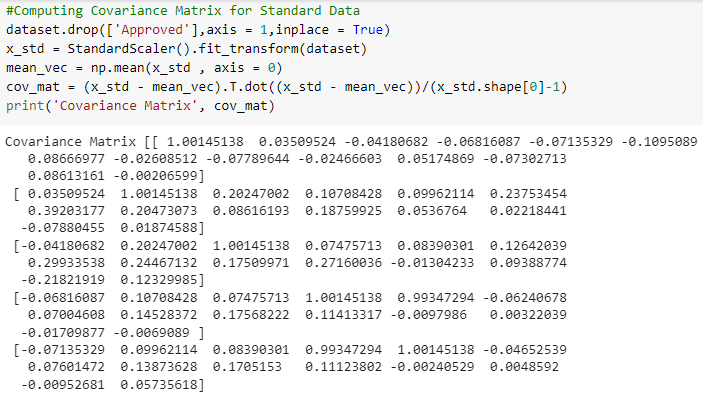 #Computing Covariance Matrix for Standard Data
dataset.drop(['Approved'],axis = 1,inplace = True)
x_std = StandardScaler().fit_transform(dataset)
mean_vec = np.mean(x_std , axis = 0)
cov_mat = (x_std - mean_vec).T.dot((x_std - mean_vec))/(x_std.shape[0]-1)
print('Covariance Matrix', cov_mat)
Covariance Matrix [[ 1.00145138  0.03509524 -0.04180682 -0.06816087 -0.07135329 -0.1095089
0.08666977 -0.02608512 -0.07789644 -0.02466603  0.05174869 -0.07302713
0.08613161 -0.00206599]
[ 0.03509524  1.00145138  0.20247002  0.10708428  0.09962114  0.23753454
0.39203177  0.20473073  0.08616193  0.18759925  0.0536764   0.02218441
-0.07880455  0.01874588]
[-0.04180682  0.20247002  1.00145138  0.07475713  0.08390301  0.12642039
0.29933538  0.24467132  0.17509971  0.27160036 -0.01304233  0.09388774
-0.21821919  0.12329985]
[-0.06816087  0.10708428  0.07475713  1.00145138  0.99347294 -0.06240678
0.07004608  0.14528372  0.17568222  0.11413317 -0.0097986   0.00322039
-0.01709877 -0.0069089 ]
[-0.07135329  0.09962114  0.08390301  0.99347294  1.00145138 -0.04652539
0.07601472  0.13873628  0.1705153   0.11123802 -0.00240529  0.0048592
-0.00952681  0.05735618]